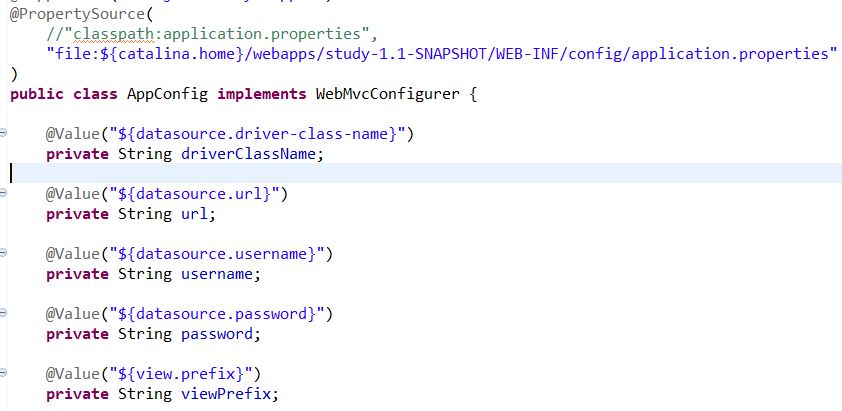 @PropertySource(
//"classpath:application.properties",
"file:${catalina.home}/webapps/study-1.1-SNAPSHOT/WEB-INF/config/application.properties"
)
public class AppConfig implements WebMvcConfigurer {
@Value("${datasource.driver-class-name}")
private String driverClassName;
@Value("${datasource.url}")
private String url;
@Value("${datasource.username}")
private String username;
@Value("${datasource.password}")
private String password;
@Value("${view.prefix}")
private String viewPrefix;